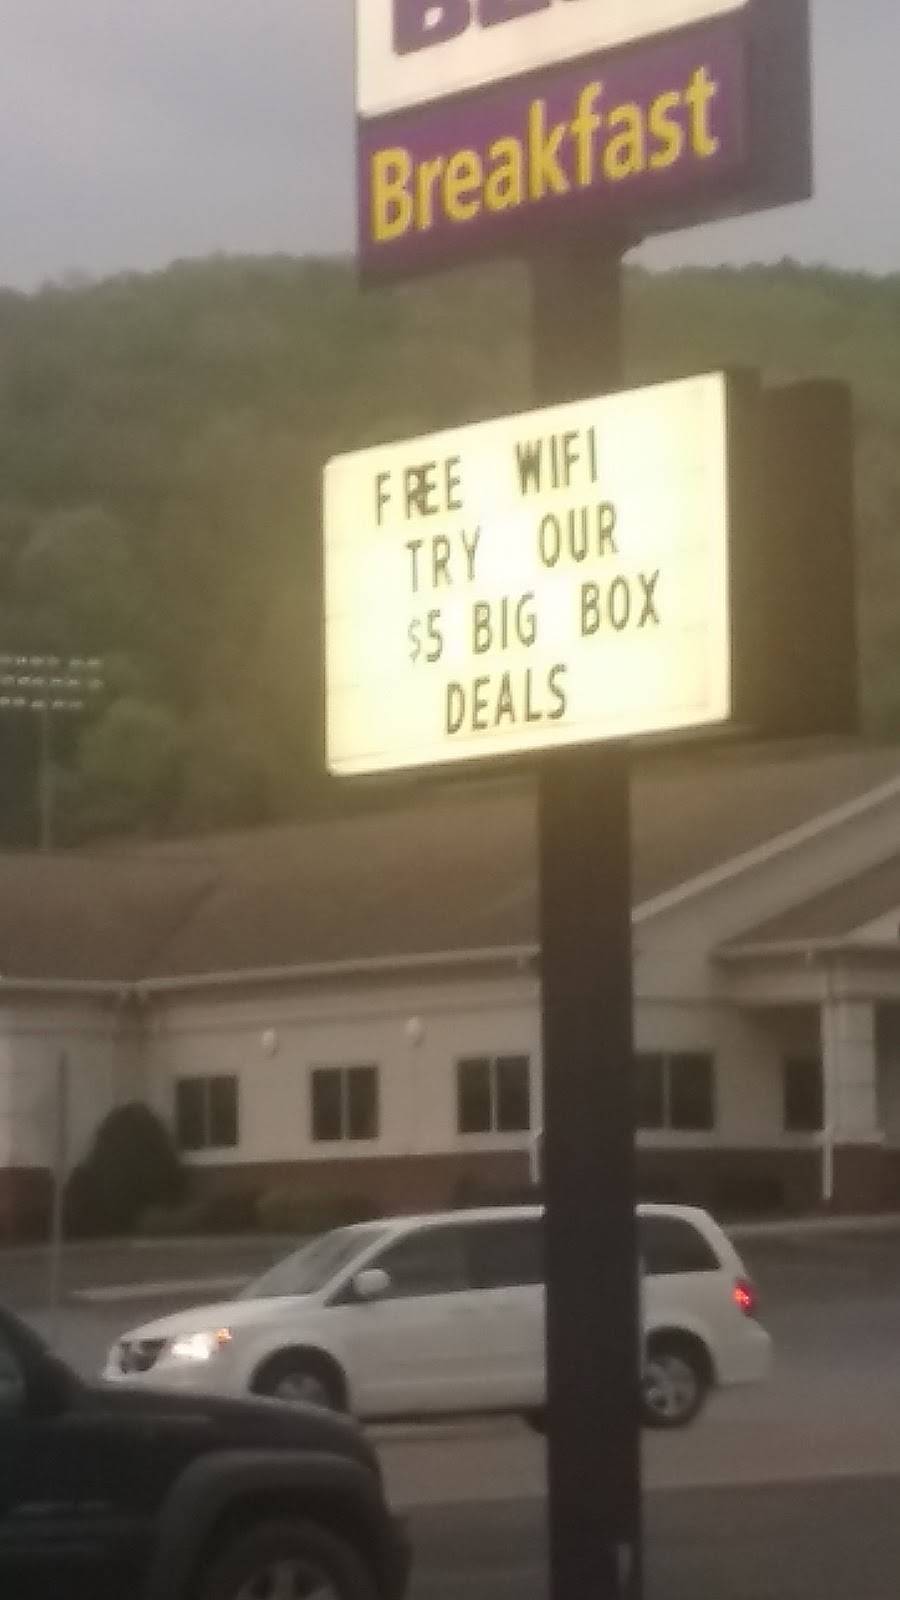 Breakfast
FREE WIFI
TRY OUR
$5 BIG BOX
DEALS